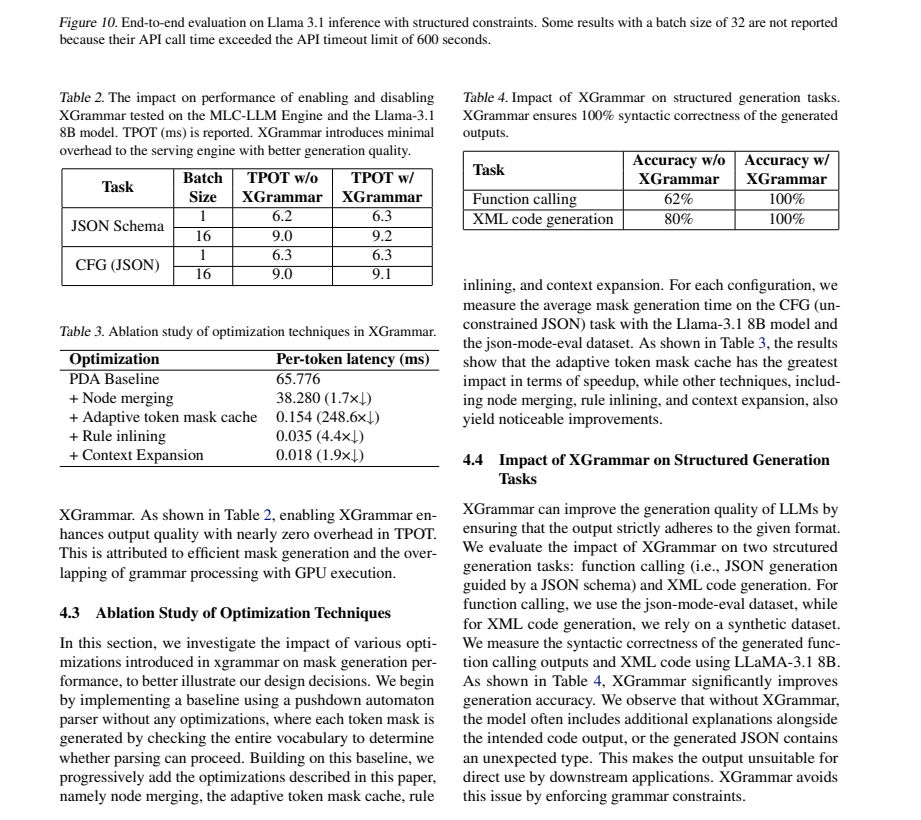 Figure 10. End-to-end evaluation on Llama 3.1 inference with structured constraints. Some results with a batch size of 32 are not reported
because their API call time exceeded the API timeout limit of 600 seconds.
Table 2. The impact on performance of enabling and disabling
XGrammar tested on the MLC-LLM Engine and the Llama-3.1
8B model. TPOT (ms) is reported. XGrammar introduces minimal
overhead to the serving engine with better generation quality.
Task Batch Size TPOT w/o XGrammar TPOT w/ XGrammar
JSON Schema 1 6.2 6.3
16 9.0 9.2
CFG (JSON) 1 6.3 6.3
16 9.0 9.1
Table 3. Ablation study of optimization techniques in XGrammar.
Optimization Per-token latency (ms)
PDA Baseline 65.776
+ Node merging 38.280 (1.7×↓)
+ Adaptive token mask cache 0.154 (248.6×↓)
+ Rule inlining 0.035 (4.4×↓)
+ Context Expansion 0.018 (1.9×↓)
XGrammar. As shown in Table 2, enabling XGrammar en-
hances output quality with nearly zero overhead in TPOT.
This is attributed to efficient mask generation and the over-
lapping of grammar processing with GPU execution.
4.3 Ablation Study of Optimization Techniques
In this section, we investigate the impact of various opti-
mizations introduced in xgrammar on mask generation per-
formance, to better illustrate our design decisions. We begin
by implementing a baseline using a pushdown automaton
parser without any optimizations, where each token mask is
generated by checking the entire vocabulary to determine
whether parsing can proceed. Building on this baseline, we
progressively add the optimizations described in this paper,
namely node merging, the adaptive token mask cache, rule
Table 4. Impact of XGrammar on structured generation tasks.
XGrammar ensures 100% syntactic correctness of the generated
outputs.
Task Accuracy w/o XGrammar Accuracy w/ XGrammar
Function calling 62% 100%
XML code generation 80% 100%
inlining, and context expansion. For each configuration, we
measure the average mask generation time on the CFG (un-
constrained JSON) task with the Llama-3.1 8B model and
the json-mode-eval dataset. As shown in Table 3, the results
show that the adaptive token mask cache has the greatest
impact in terms of speedup, while other techniques, includ-
ing node merging, rule inlining, and context expansion, also
yield noticeable improvements.
4.4 Impact of XGrammar on Structured Generation
Tasks
XGrammar can improve the generation quality of LLMs by
ensuring that the output strictly adheres to the given format.
We evaluate the impact of XGrammar on two strcutured
generation tasks: function calling (i.e., JSON generation
guided by a JSON schema) and XML code generation. For
function calling, we use the json-mode-eval dataset, while
for XML code generation, we rely on a synthetic dataset.
We measure the syntactic correctness of the generated func-
tion calling outputs and XML code using LLaMA-3.1 8B.
As shown in Table 4, XGrammar significantly improves
generation accuracy. We observe that without XGrammar,
the model often includes additional explanations alongside
the intended code output, or the generated JSON contains
an unexpected type. This makes the output unsuitable for
direct use by downstream applications. XGrammar avoids
this issue by enforcing grammar constraints.